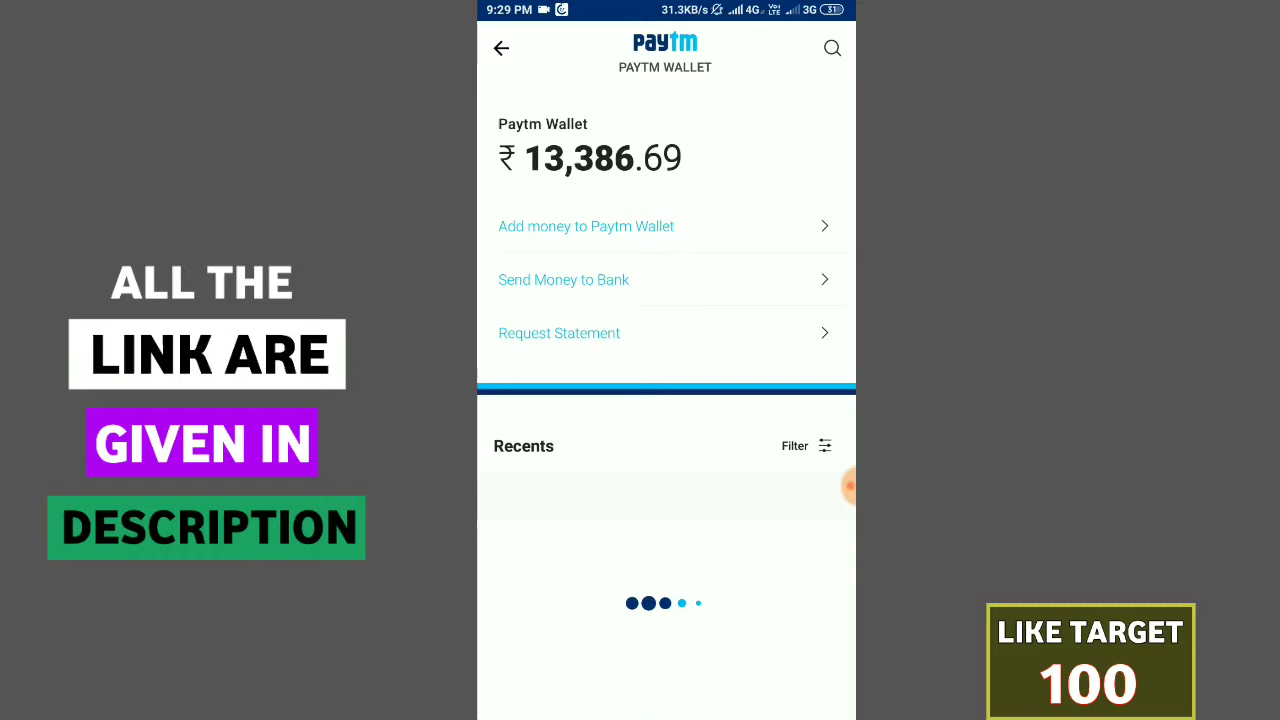 9:29 PM 31.3KB/s 4G VoLTE 3G 31
paytm
PAYTM WALLET
Paytm Wallet
₹ 13,386.69
Add money to Paytm Wallet
Send Money to Bank
Request Statement
Recents Filter
ALL THE
LINK ARE
GIVEN IN
DESCRIPTION
LIKE TARGET
100